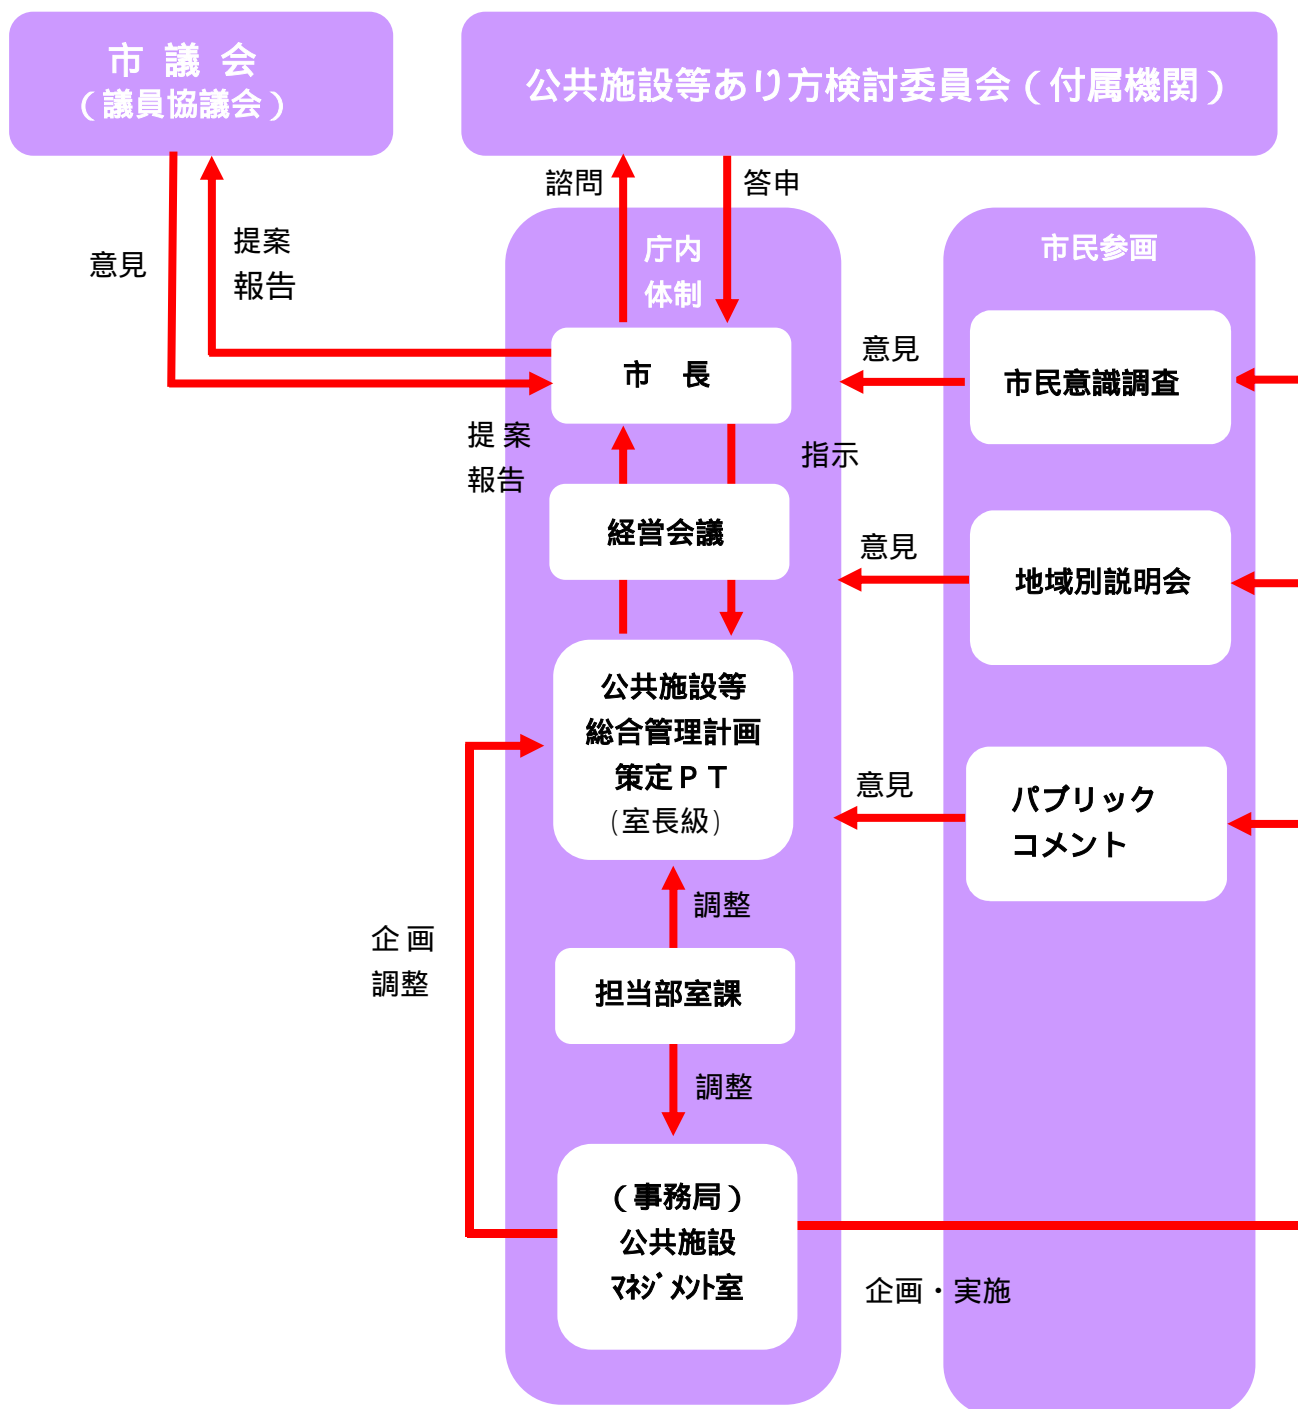 市 議 会
（議員協議会）
公共施設等あり方検討委員会（付属機関）
諮問
答申
意見
提案
報告
庁内
体制
市民参画
市 長
意見
市民意識調査
提 案
報告
指示
経営会議
意見
地域別説明会
公共施設等
総合管理計画
策定ＰＴ
(室長級)
意見
パブリック
コメント
調整
企 画
調整
担当部室課
調整
（事務局）
公共施設
ﾏﾈｼﾞﾒﾝﾄ室
企画・実施